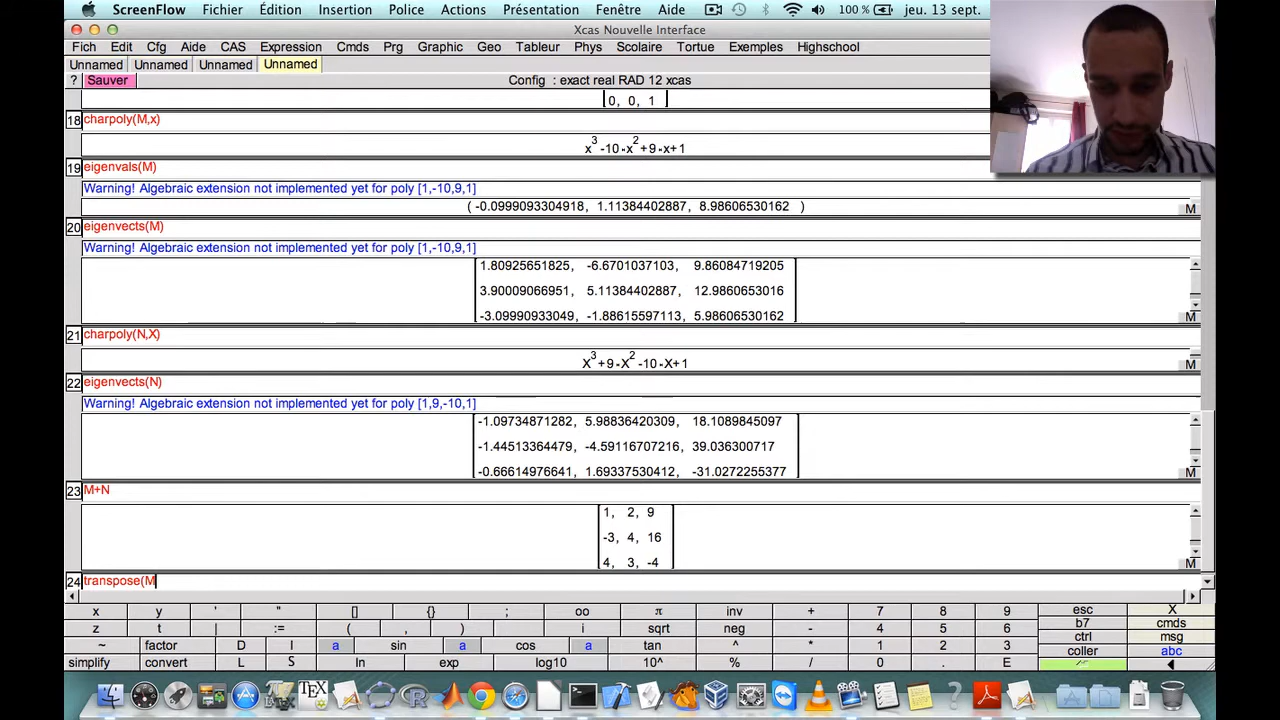 ScreenFlow Fichier Édition Insertion Police Actions Présentation Fenêtre Aide 100 % jeu. 13 sept.
Xcas Nouvelle Interface
Fich Edit Cfg Aide CAS Expression Cmds Prg Graphic Geo Tableur Phys Scolaire Tortue Exemples Highschool
Unnamed Unnamed Unnamed Unnamed
? Sauver Config : exact real RAD 12 xcas
0, 0, 1
18 charpoly(M,x)
x^3-10·x^2+9·x+1
19 eigenvals(M)
Warning! Algebraic extension not implemented yet for poly [1,-10,9,1]
( -0.0999093304918, 1.11384402887, 8.98606530162 ) M
20 eigenvects(M)
Warning! Algebraic extension not implemented yet for poly [1,-10,9,1]
1.80925651825, -6.6701037103, 9.86084719205
3.90009066951, 5.11384402887, 12.9860653016
-3.09990933049, -1.88615597113, 5.98606530162 M
21 charpoly(N,X)
X^3+9·X^2-10·X+1 M
22 eigenvects(N)
Warning! Algebraic extension not implemented yet for poly [1,9,-10,1]
-1.09734871282, 5.98836420309, 18.1089845097
-1.44513364479, -4.59116707216, 39.036300717
-0.66614976641, 1.69337530412, -31.0272255377 M
23 M+N
1, 2, 9
-3, 4, 16
4, 3, -4 M
24 transpose(M
x y ' " [] {} ; oo π inv + 7 8 9 esc X
b7 cmds
z t | := ( , ) i sqrt neg - 4 5 6 ctrl msg
~ factor D I a sin a cos a tan ^ * 1 2 3 coller abc
simplify convert L S ln exp log10 10^ % / 0 . E
TEX